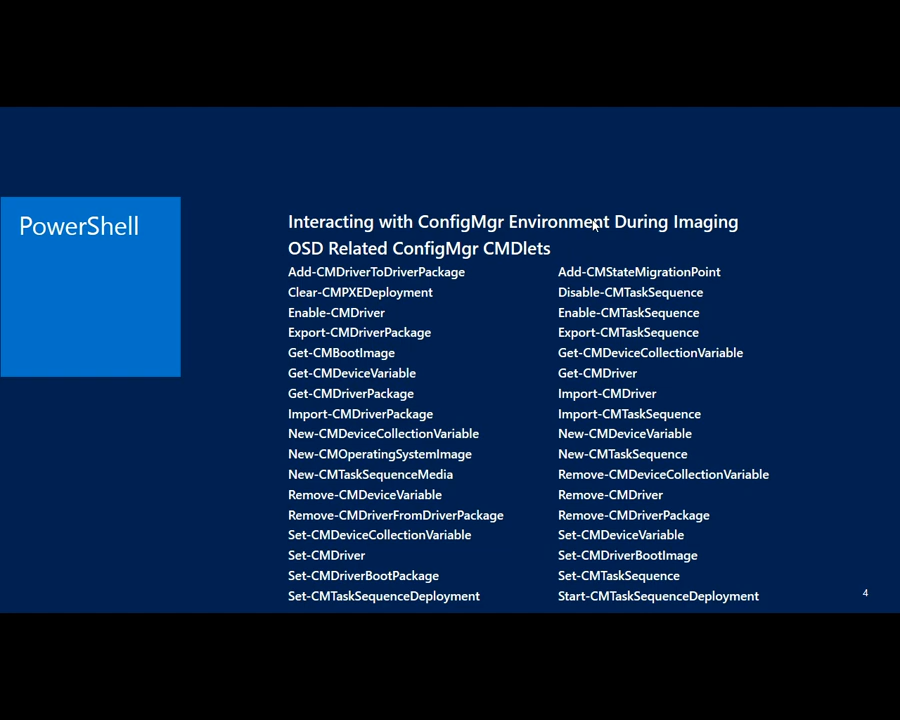 PowerShell
Interacting with ConfigMgr Environment During Imaging
OSD Related ConfigMgr CMDlets
Add-CMDriverToDriverPackage
Clear-CMPXEDeployment
Enable-CMDriver
Export-CMDriverPackage
Get-CMBootImage
Get-CMDeviceVariable
Get-CMDriverPackage
Import-CMDriverPackage
New-CMDeviceCollectionVariable
New-CMOperatingSystemImage
New-CMTaskSequenceMedia
Remove-CMDeviceVariable
Remove-CMDriverFromDriverPackage
Set-CMDeviceCollectionVariable
Set-CMDriver
Set-CMDriverBootPackage
Set-CMTaskSequenceDeployment
Add-CMStateMigrationPoint
Disable-CMTaskSequence
Enable-CMTaskSequence
Export-CMTaskSequence
Get-CMDeviceCollectionVariable
Get-CMDriver
Import-CMDriver
Import-CMTaskSequence
New-CMDeviceVariable
New-CMTaskSequence
Remove-CMDeviceCollectionVariable
Remove-CMDriver
Remove-CMDriverPackage
Set-CMDeviceVariable
Set-CMDriverBootImage
Set-CMTaskSequence
Start-CMTaskSequenceDeployment
4